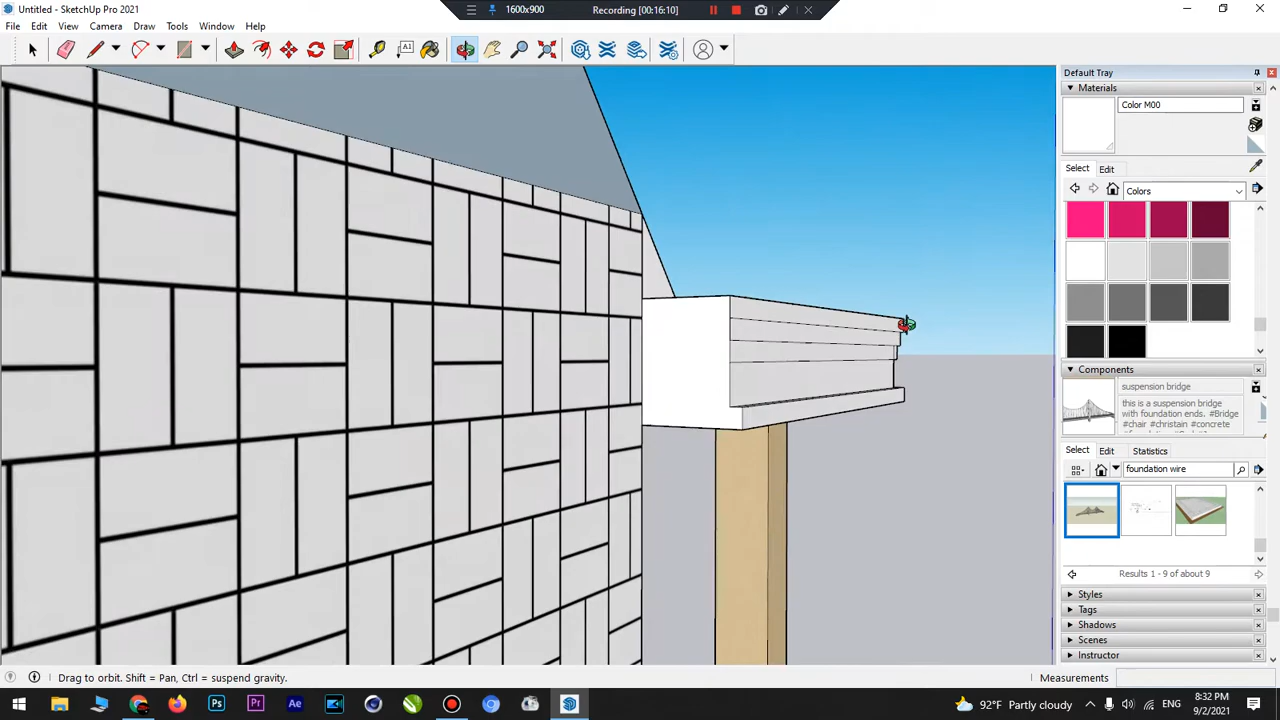 Untitled - SketchUp Pro 2021
1600x900
Recording [00:16:10]
File Edit View Camera Draw Tools Window Help
Default Tray
Materials
Color M00
Select Edit
Colors
Components
suspension bridge
this is a suspension bridge
with foundation ends. #Bridge
#chair #christain #concrete
Select Edit Statistics
foundation wire
Results 1 - 9 of about 9
Styles
Tags
Shadows
Scenes
Instructor
Drag to orbit. Shift = Pan, Ctrl = suspend gravity.
Measurements
92°F Partly cloudy
8:32 PM
9/2/2021